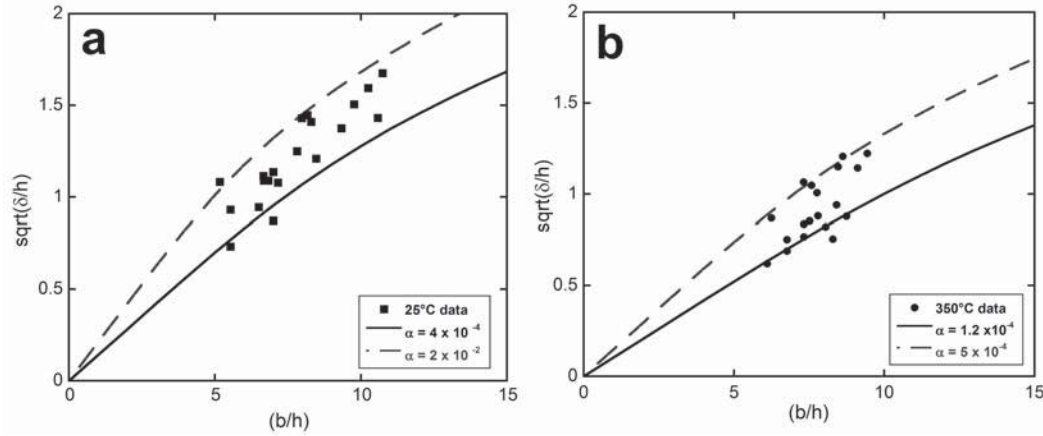 a
2
1.5
1
0.5
0
0 5 10 15
sqrt(δ/h)
(b/h)
25°C data
α = 4 x 10 -4
α = 2 x 10 -2
b
2
1.5
1
0.5
0
0 5 10 15
sqrt(δ/h)
(b/h)
350°C data
α = 1.2 x10-4
α = 5 x 10-4